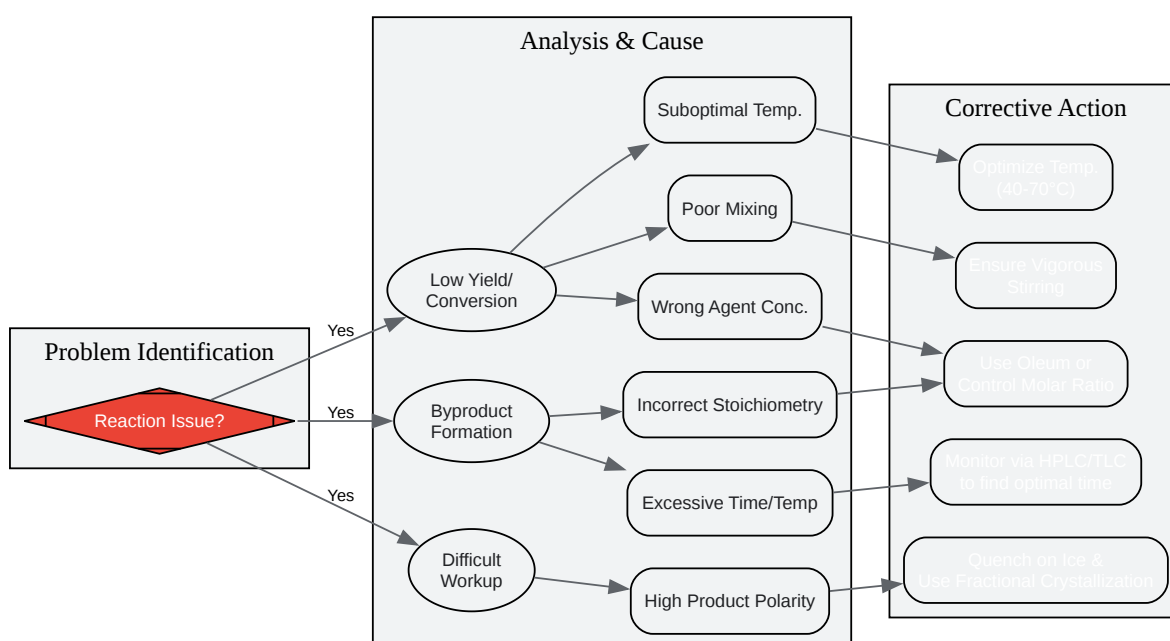 Analysis & Cause
Corrective Action
Problem Identification
Reaction Issue?
Yes
Yes
Yes
Low Yield/
Conversion
Byproduct
Formation
Difficult
Workup
Suboptimal Temp.
Poor Mixing
Wrong Agent Conc.
Incorrect Stoichiometry
Excessive Time/Temp
High Product Polarity
Optimize Temp.
(40-70°C)
Ensure Vigorous
Stirring
Use Oleum or
Control Molar Ratio
Monitor via HPLC/TLC
to find optimal time
Quench on Ice &
Use Fractional Crystallization